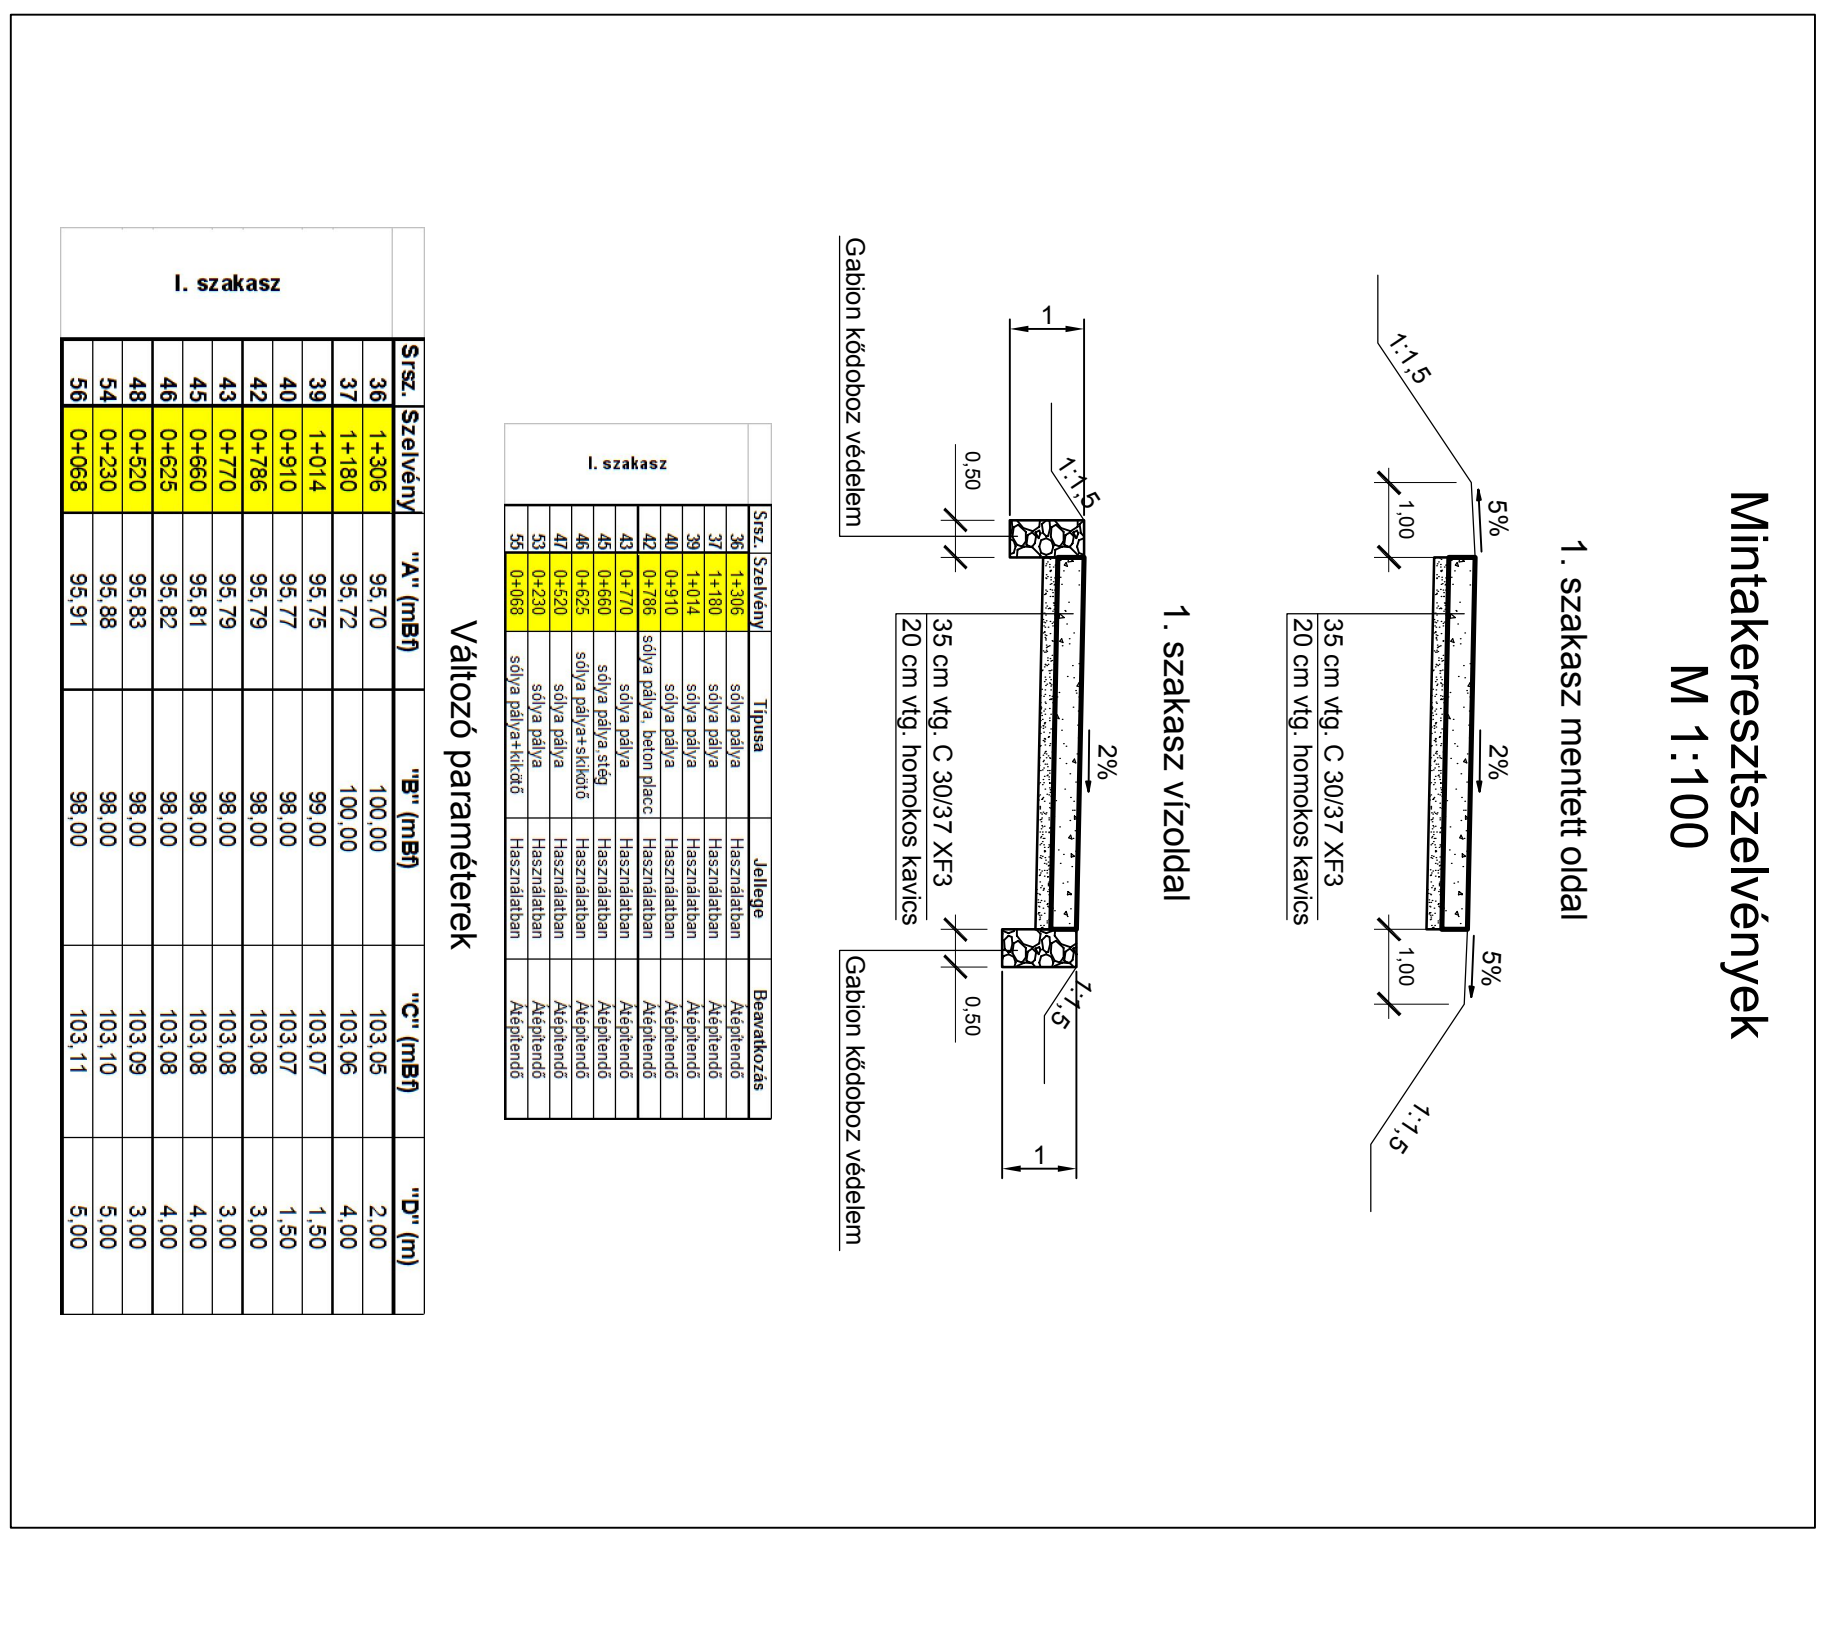 Mintakeresztszelvények
M 1:100
1. szakasz mentett oldal
1:1,5
5%
2%
5%
1:1,5
1,00
1,00
35 cm vtg. C 30/37 XF3
20 cm vtg. homokos kavics
1. szakasz vízoldal
1
1:1,5
2%
1:1,5
1
0,50
0,50
35 cm vtg. C 30/37 XF3
20 cm vtg. homokos kavics
Gabion kődoboz védelem
Gabion kődoboz védelem
I. szakasz
Srsz. Szelvény Típusa Jellege Beavatkozás
36 1+306 sólya pálya Használatban Átépítendő
37 1+180 sólya pálya Használatban Átépítendő
39 1+014 sólya pálya Használatban Átépítendő
40 0+910 sólya pálya Használatban Átépítendő
42 0+786 sólya pálya, beton placc Használatban Átépítendő
43 0+770 sólya pálya Használatban Átépítendő
45 0+660 sólya pálya,stég Használatban Átépítendő
46 0+625 sólya pálya+skikötő Használatban Átépítendő
47 0+520 sólya pálya Használatban Átépítendő
53 0+230 sólya pálya Használatban Átépítendő
55 0+068 sólya pálya+kikötő Használatban Átépítendő
Változó paraméterek
I. szakasz
Srsz. Szelvény "A" (mBf) "B" (mBf) "C" (mBf) "D" (m)
36 1+306 95,70 100,00 103,05 2,00
37 1+180 95,72 100,00 103,06 4,00
39 1+014 95,75 99,00 103,07 1,50
40 0+910 95,77 98,00 103,07 1,50
42 0+786 95,79 98,00 103,08 3,00
43 0+770 95,79 98,00 103,08 3,00
45 0+660 95,81 98,00 103,08 4,00
46 0+625 95,82 98,00 103,08 4,00
48 0+520 95,83 98,00 103,09 3,00
54 0+230 95,88 98,00 103,10 5,00
56 0+068 95,91 98,00 103,11 5,00